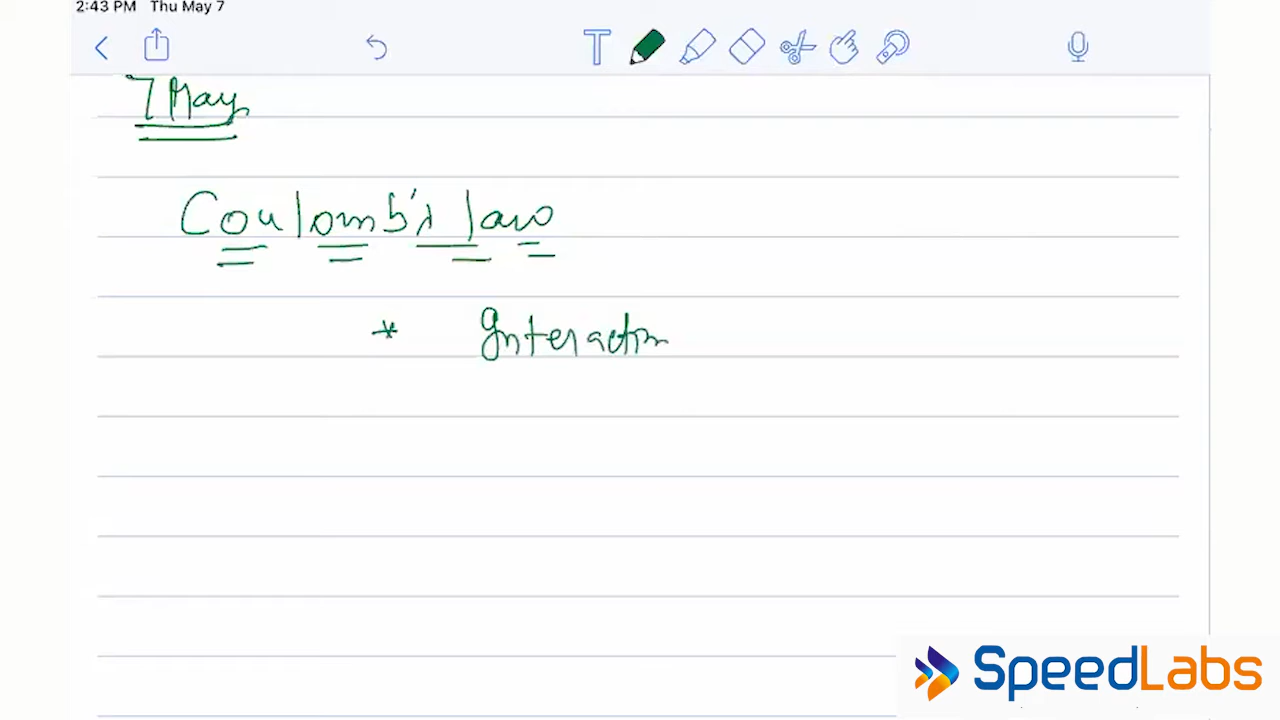 2:43 PM Thu May 7
7 May
Coulomb's law
* Interaction
SpeedLabs